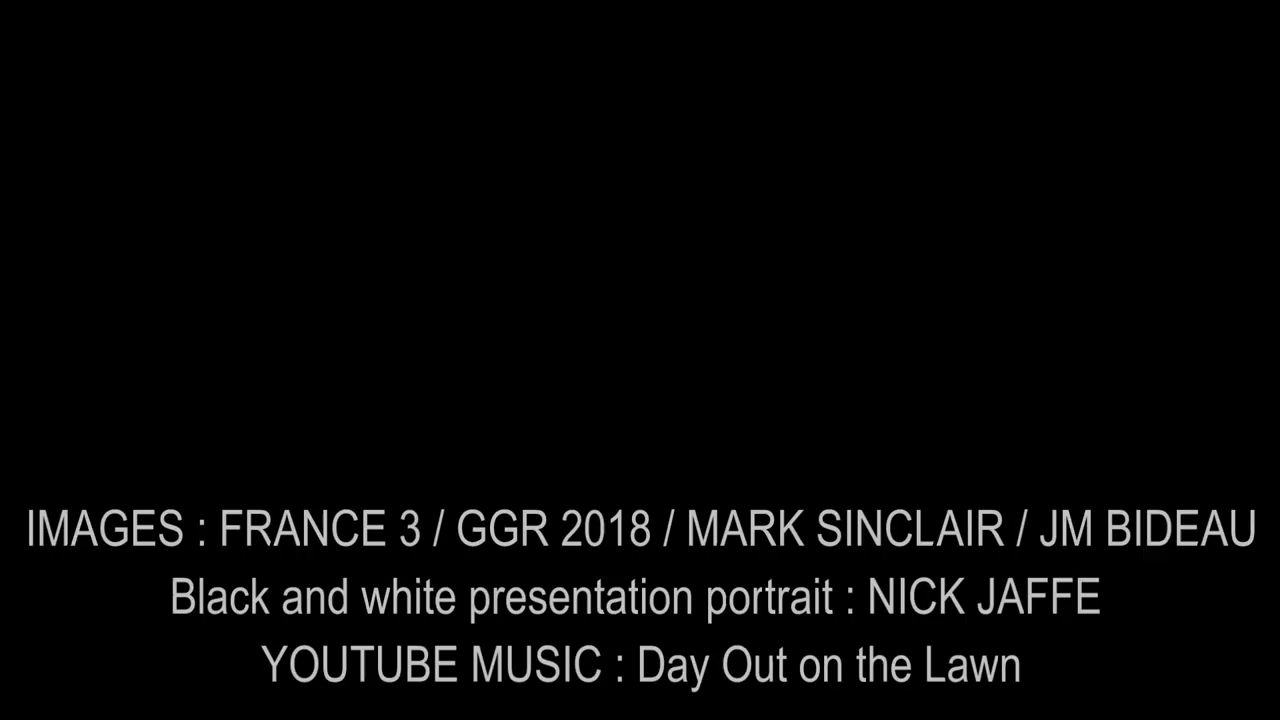 IMAGES : FRANCE 3 / GGR 2018 / MARK SINCLAIR / JM BIDEAU
Black and white presentation portrait : NICK JAFFE
YOUTUBE MUSIC : Day Out on the Lawn